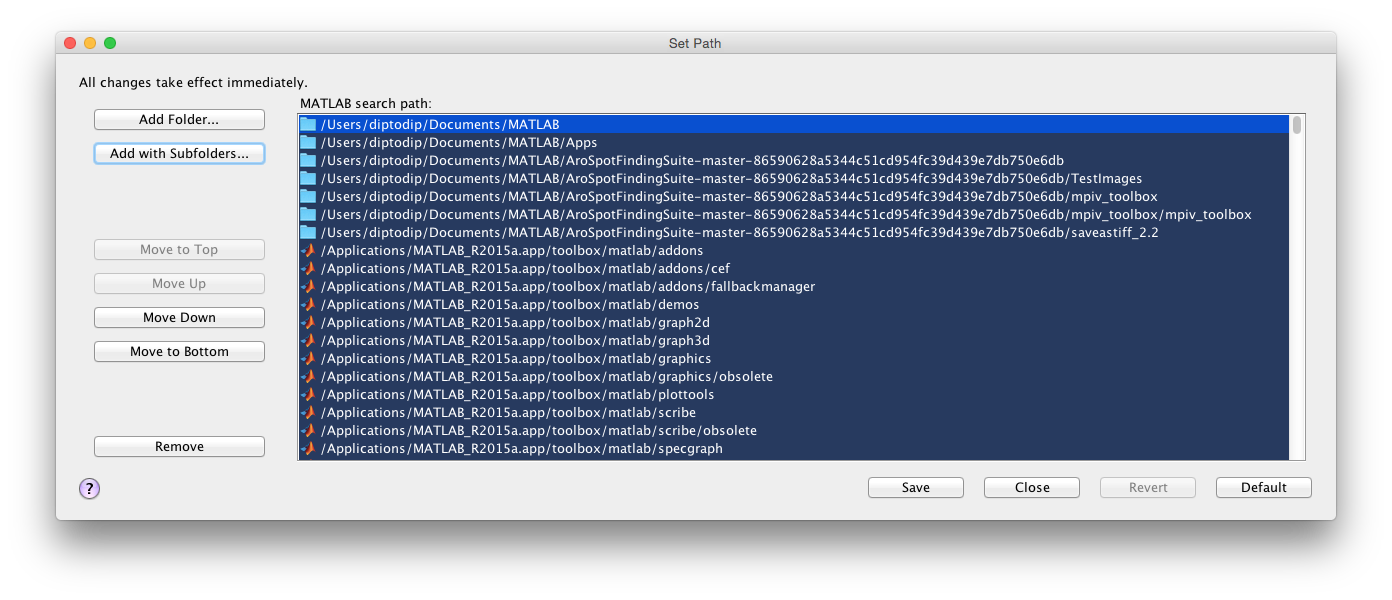 Set Path
All changes take effect immediately.
MATLAB search path:
Add Folder...
Add with Subfolders...
Move to Top
Move Up
Move Down
Move to Bottom
Remove
/Users/diptodip/Documents/MATLAB
/Users/diptodip/Documents/MATLAB/Apps
/Users/diptodip/Documents/MATLAB/AroSpotFindingSuite-master-86590628a5344c51cd954fc39d439e7db750e6db
/Users/diptodip/Documents/MATLAB/AroSpotFindingSuite-master-86590628a5344c51cd954fc39d439e7db750e6db/TestImages
/Users/diptodip/Documents/MATLAB/AroSpotFindingSuite-master-86590628a5344c51cd954fc39d439e7db750e6db/mpiv_toolbox
/Users/diptodip/Documents/MATLAB/AroSpotFindingSuite-master-86590628a5344c51cd954fc39d439e7db750e6db/mpiv_toolbox/mpiv_toolbox
/Users/diptodip/Documents/MATLAB/AroSpotFindingSuite-master-86590628a5344c51cd954fc39d439e7db750e6db/saveastiff_2.2
/Applications/MATLAB_R2015a.app/toolbox/matlab/addons
/Applications/MATLAB_R2015a.app/toolbox/matlab/addons/cef
/Applications/MATLAB_R2015a.app/toolbox/matlab/addons/fallbackmanager
/Applications/MATLAB_R2015a.app/toolbox/matlab/demos
/Applications/MATLAB_R2015a.app/toolbox/matlab/graph2d
/Applications/MATLAB_R2015a.app/toolbox/matlab/graph3d
/Applications/MATLAB_R2015a.app/toolbox/matlab/graphics
/Applications/MATLAB_R2015a.app/toolbox/matlab/graphics/obsolete
/Applications/MATLAB_R2015a.app/toolbox/matlab/plottools
/Applications/MATLAB_R2015a.app/toolbox/matlab/scribe
/Applications/MATLAB_R2015a.app/toolbox/matlab/scribe/obsolete
/Applications/MATLAB_R2015a.app/toolbox/matlab/specgraph
?
Save
Close
Revert
Default